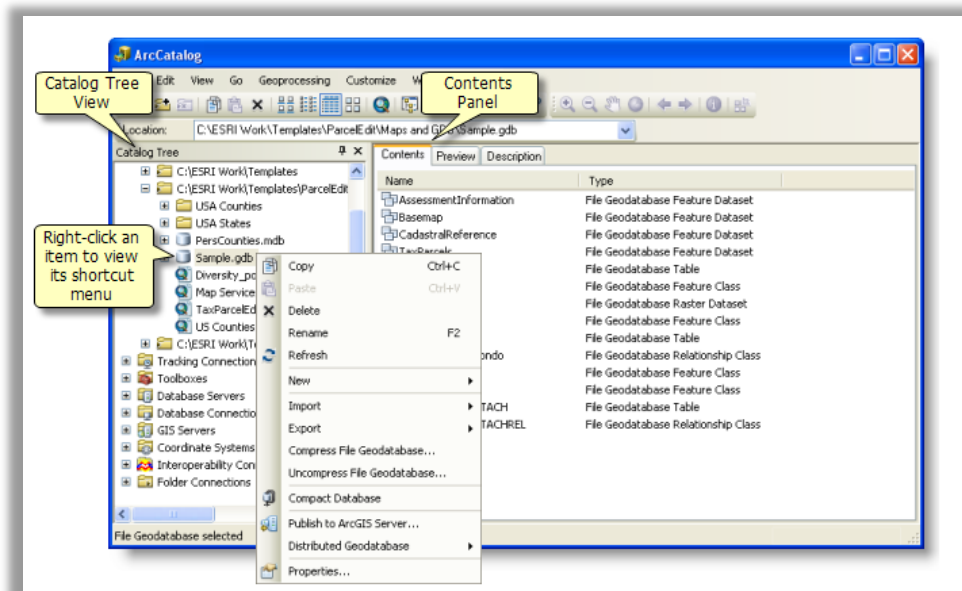 ArcCatalog
Edit View Go Geoprocessing Customize
Catalog Tree
View
Contents
Panel
Location: C:\ESRI Work\Templates\ParcelEdit\Maps and GDB\Sample.gdb
Catalog Tree
Contents Preview Description
C:\ESRI Work\Templates
C:\ESRI Work\Templates\ParcelEdit
USA Counties
USA States
PersCounties.mdb
Sample.gdb
Diversity_po
Map Service
TaxParcelEd
US Counties
C:\ESRI Work\T
Tracking Connection
Toolboxes
Database Servers
Database Connectio
GIS Servers
Coordinate Systems
Interoperability Con
Folder Connections
Right-click an
item to view
its shortcut
menu
Name Type
AssessmentInformation File Geodatabase Feature Dataset
Basemap File Geodatabase Feature Dataset
CadastralReference File Geodatabase Feature Dataset
TaxParcels File Geodatabase Feature Dataset
File Geodatabase Table
File Geodatabase Feature Class
File Geodatabase Raster Dataset
File Geodatabase Feature Class
File Geodatabase Table
ondo File Geodatabase Relationship Class
File Geodatabase Feature Class
File Geodatabase Feature Class
TACH File Geodatabase Table
TACHREL File Geodatabase Relationship Class
Copy Ctrl+C
Paste Ctrl+V
Delete
Rename F2
Refresh
New
Import
Export
Compress File Geodatabase...
Uncompress File Geodatabase...
Compact Database
Publish to ArcGIS Server...
Distributed Geodatabase
Properties...
File Geodatabase selected